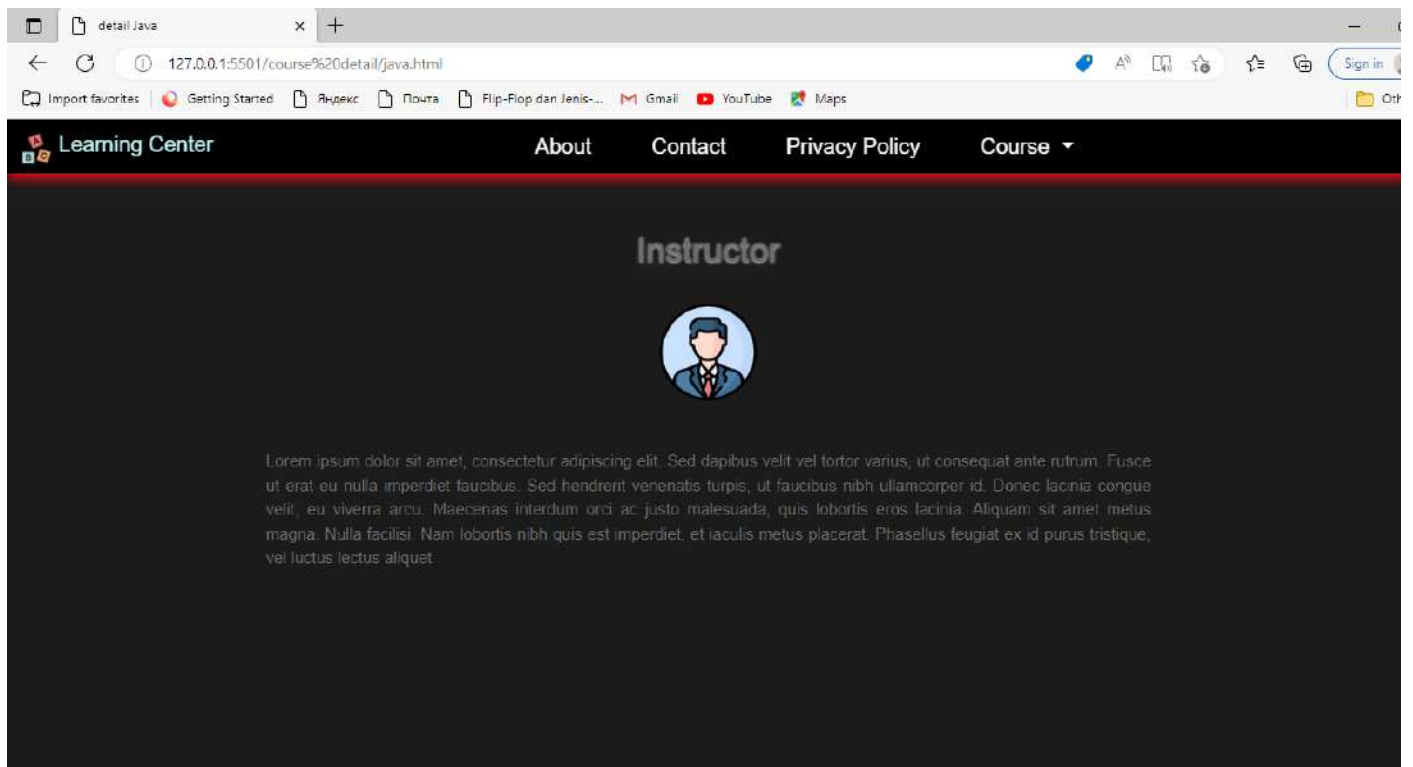 detail Java
127.0.0.1:5501/course%20detail/java.html
Sign in
Import favorites Getting Started Яндекс Почта Flip-Flop dan Jenis-... Gmail YouTube Maps Oth
Learning Center About Contact Privacy Policy Course
Instructor
Lorem ipsum dolor sit amet, consectetur adipiscing elit. Sed dapibus velit vel tortor varius, ut consequat ante rutrum. Fusce
ut erat eu nulla imperdiet faucibus. Sed hendrerit venenatis turpis, ut faucibus nibh ullamcorper id. Donec lacinia congue
velit, eu viverra arcu. Maecenas interdum orci ac justo malesuada, quis lobortis eros lacinia. Aliquam sit amet metus
magna. Nulla facilisi. Nam lobortis nibh quis est imperdiet, et iaculis metus placerat. Phasellus feugiat ex id purus tristique,
vel luctus lectus aliquet